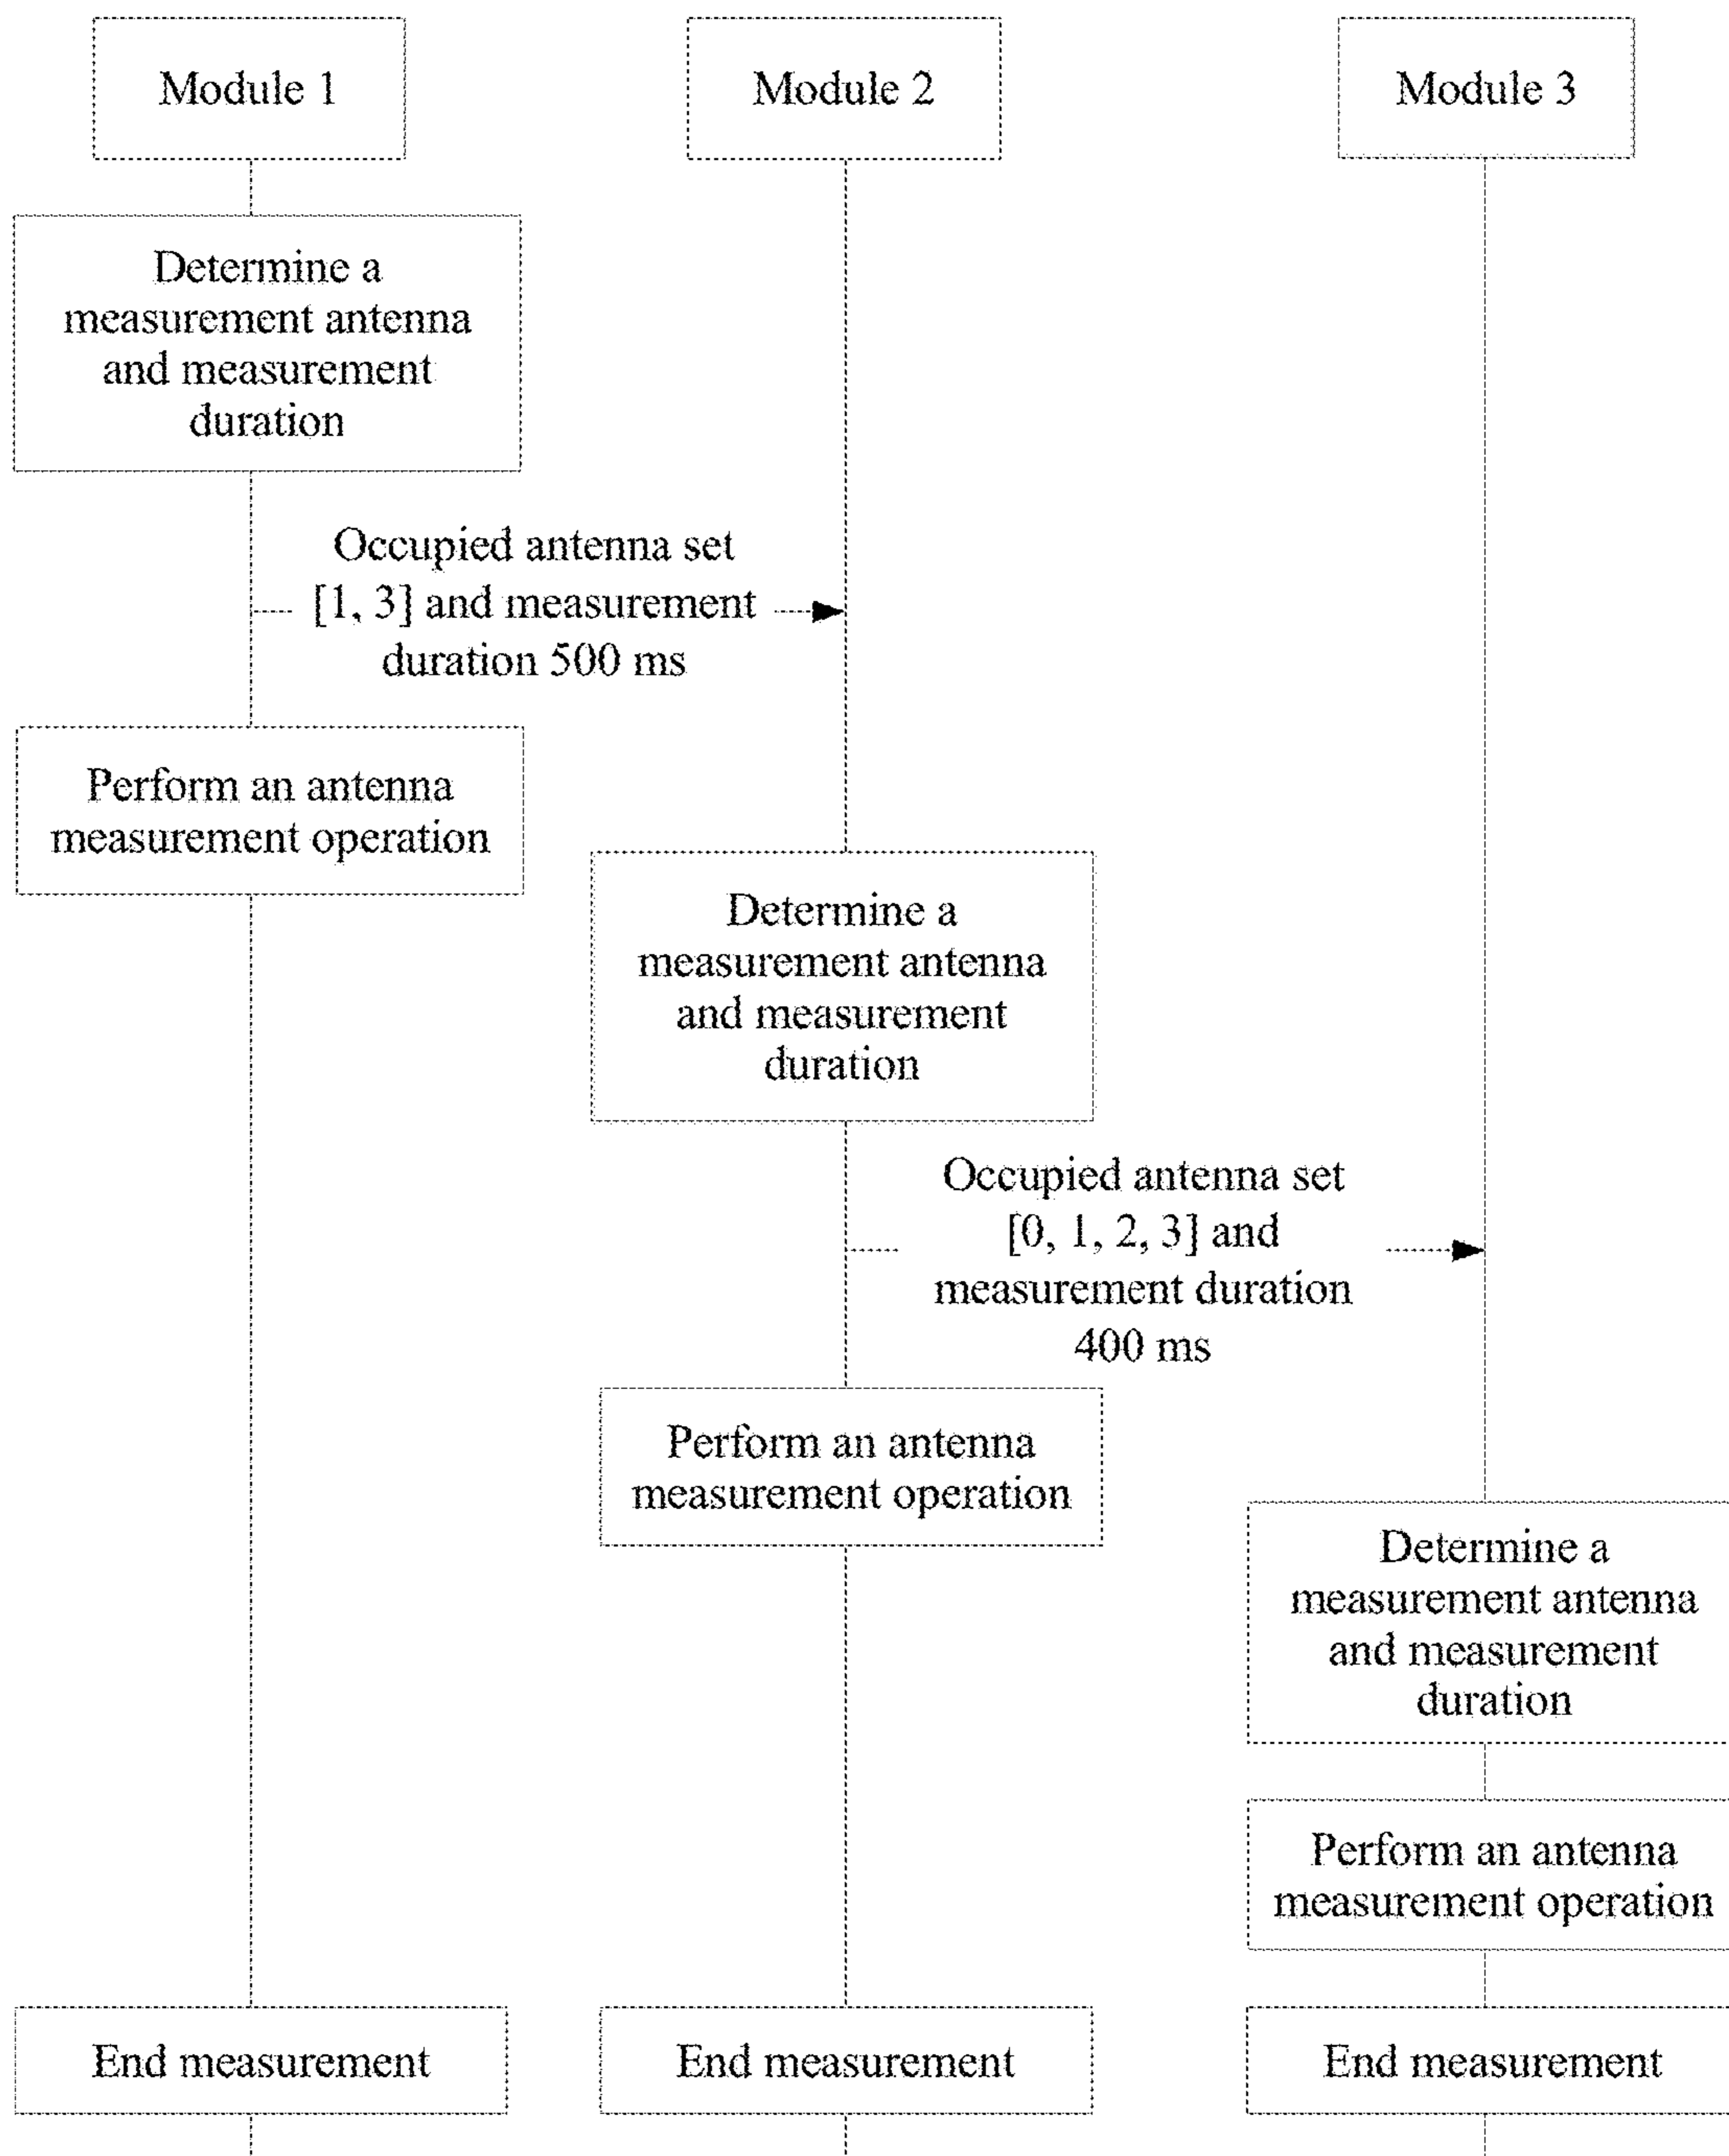 Module 1
Module 2
Module 3
Determine a
measurement antenna
and measurement
duration
Occupied antenna set
[1, 3] and measurement
duration 500 ms
Perform an antenna
measurement operation
Determine a
measurement antenna
and measurement
duration
Occupied antenna set
[0, 1, 2, 3] and
measurement duration
400 ms
Perform an antenna
measurement operation
Determine a
measurement antenna
and measurement
duration
Perform an antenna
measurement operation
End measurement
End measurement
End measurement